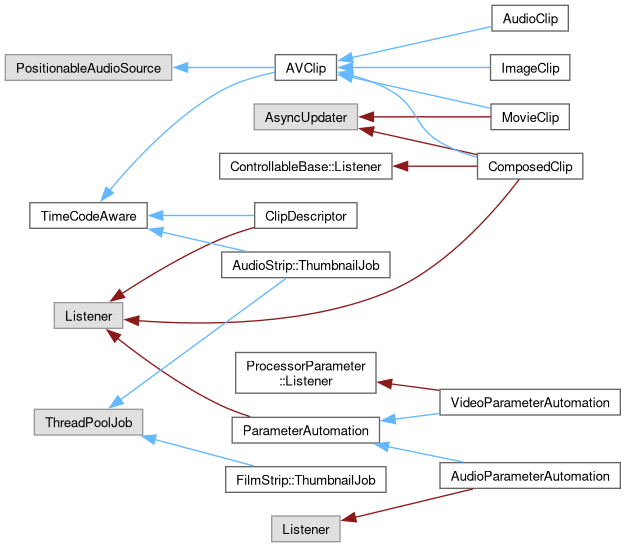 AudioClip
PositionableAudioSource
AVClip
ImageClip
AsyncUpdater
MovieClip
ControllableBase::Listener
ComposedClip
TimeCodeAware
ClipDescriptor
AudioStrip::ThumbnailJob
Listener
ProcessorParameter
::Listener
VideoParameterAutomation
ThreadPoolJob
ParameterAutomation
FilmStrip::ThumbnailJob
AudioParameterAutomation
Listener